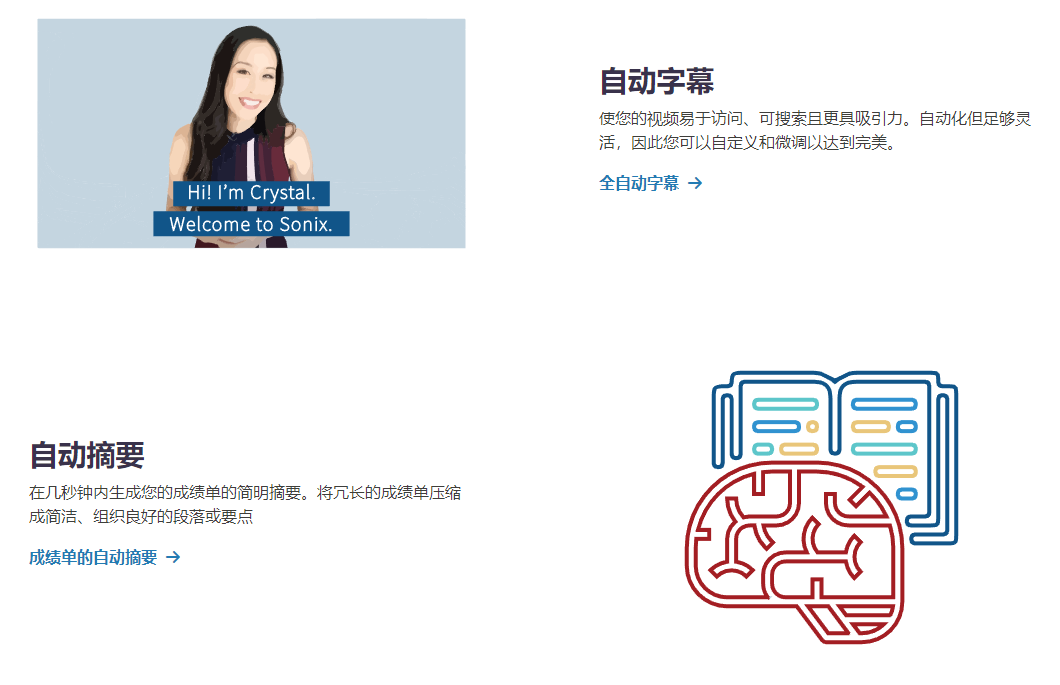 Hi! I'm Crystal.
Welcome to Sonix.
自动字幕
使您的视频易于访问、可搜索且更具吸引力。自动化但足够灵
活，因此您可以自定义和微调以达到完美。
全自动字幕 →
自动摘要
在几秒钟内生成您的成绩单的简明摘要。将冗长的成绩单压缩
成简洁、组织良好的段落或要点
成绩单的自动摘要 →